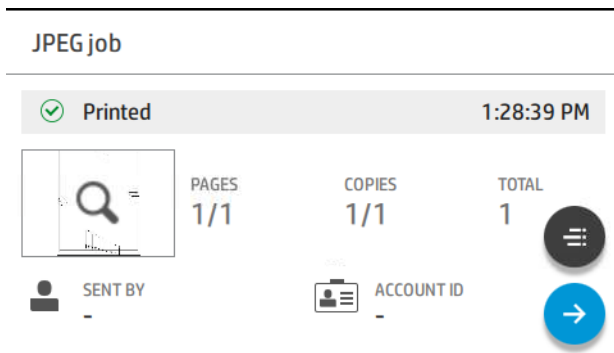 JPEG job
Printed 1:28:39 PM
PAGES COPIES TOTAL
1/1 1/1 1
SENT BY ACCOUNT ID
- -